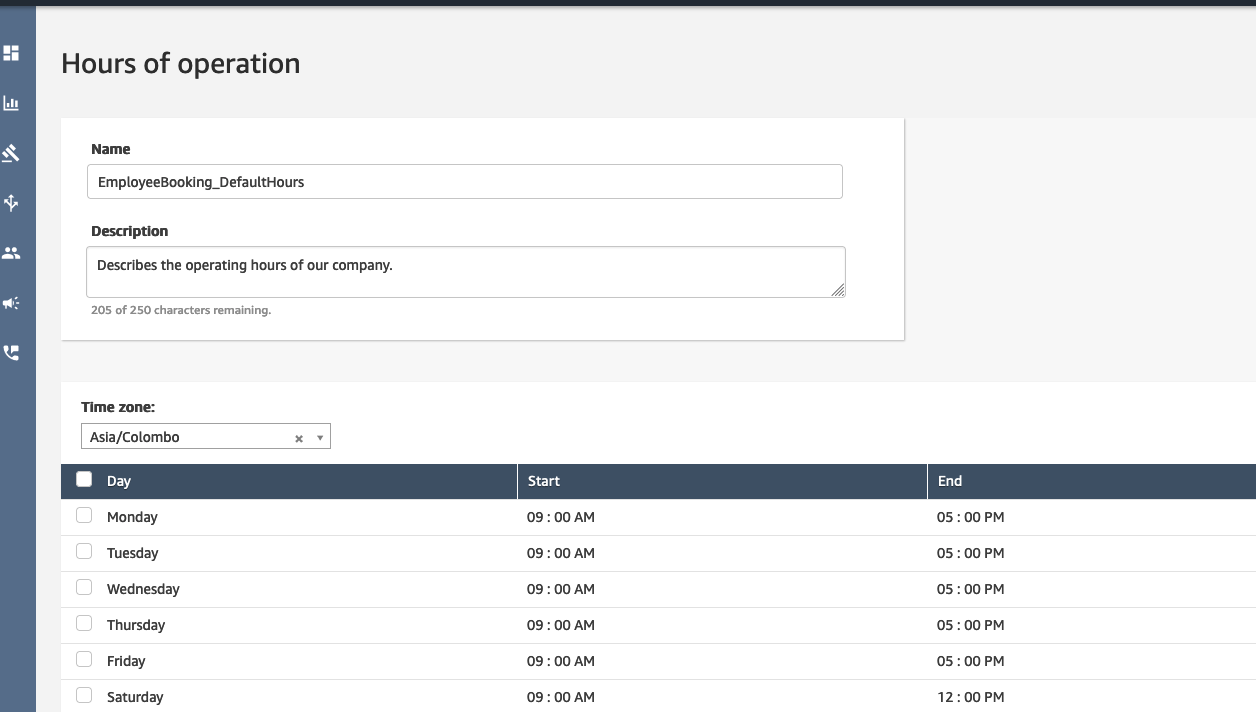 Hours of operation
Name
EmployeeBooking_DefaultHours
Description
Describes the operating hours of our company.
205 of 250 characters remaining.
Time zone:
Asia/Colombo × ▼
Day Start End
Monday 09 : 00 AM 05 : 00 PM
Tuesday 09 : 00 AM 05 : 00 PM
Wednesday 09 : 00 AM 05 : 00 PM
Thursday 09 : 00 AM 05 : 00 PM
Friday 09 : 00 AM 05 : 00 PM
Saturday 09 : 00 AM 12 : 00 PM